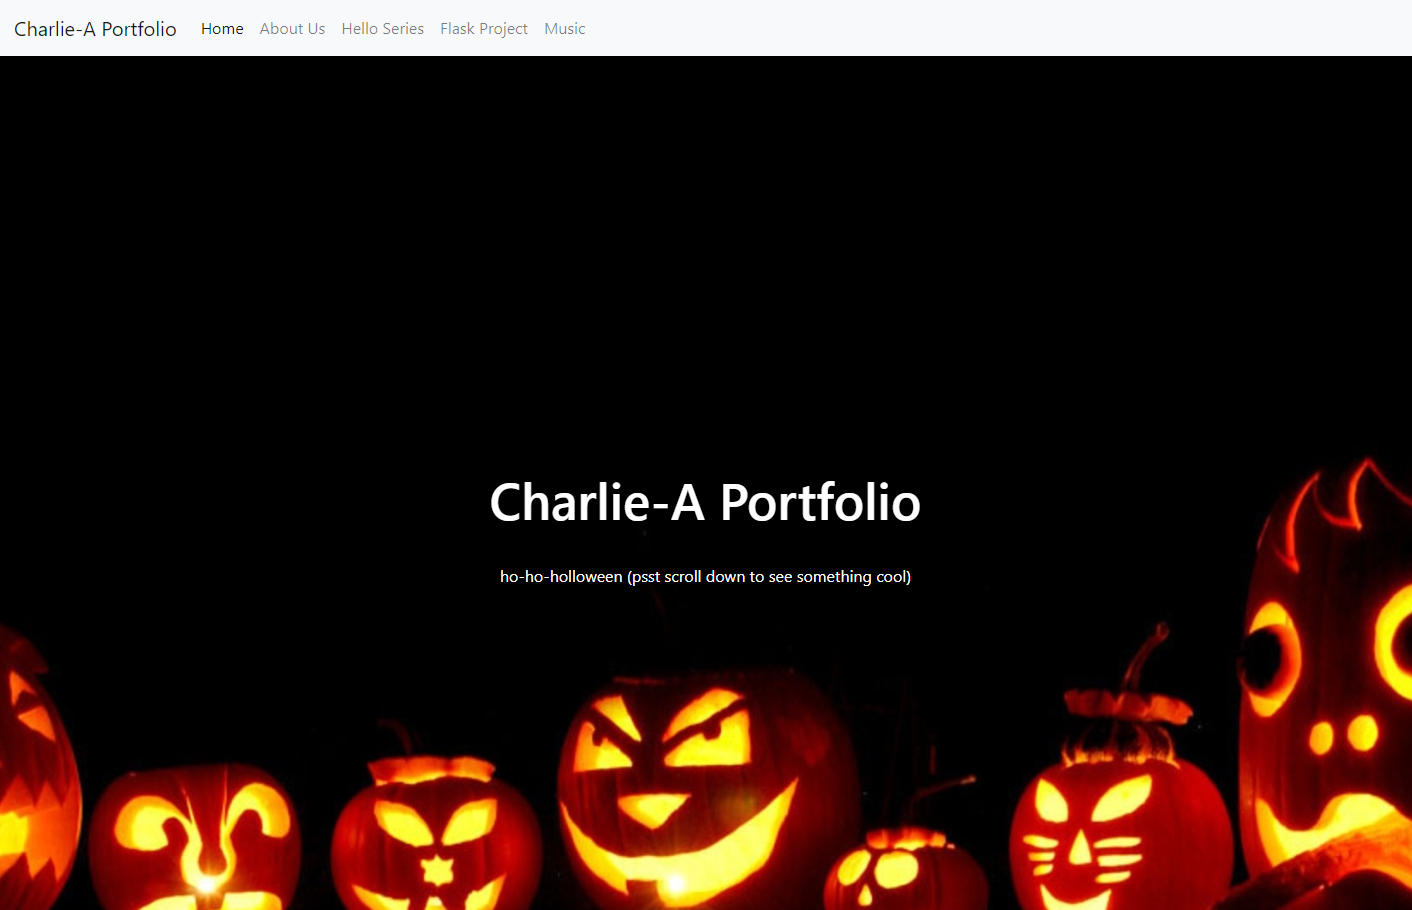 Charlie-A Portfolio Home About Us Hello Series Flask Project Music
Charlie-A Portfolio
ho-ho-holloween (psst scroll down to see something cool)